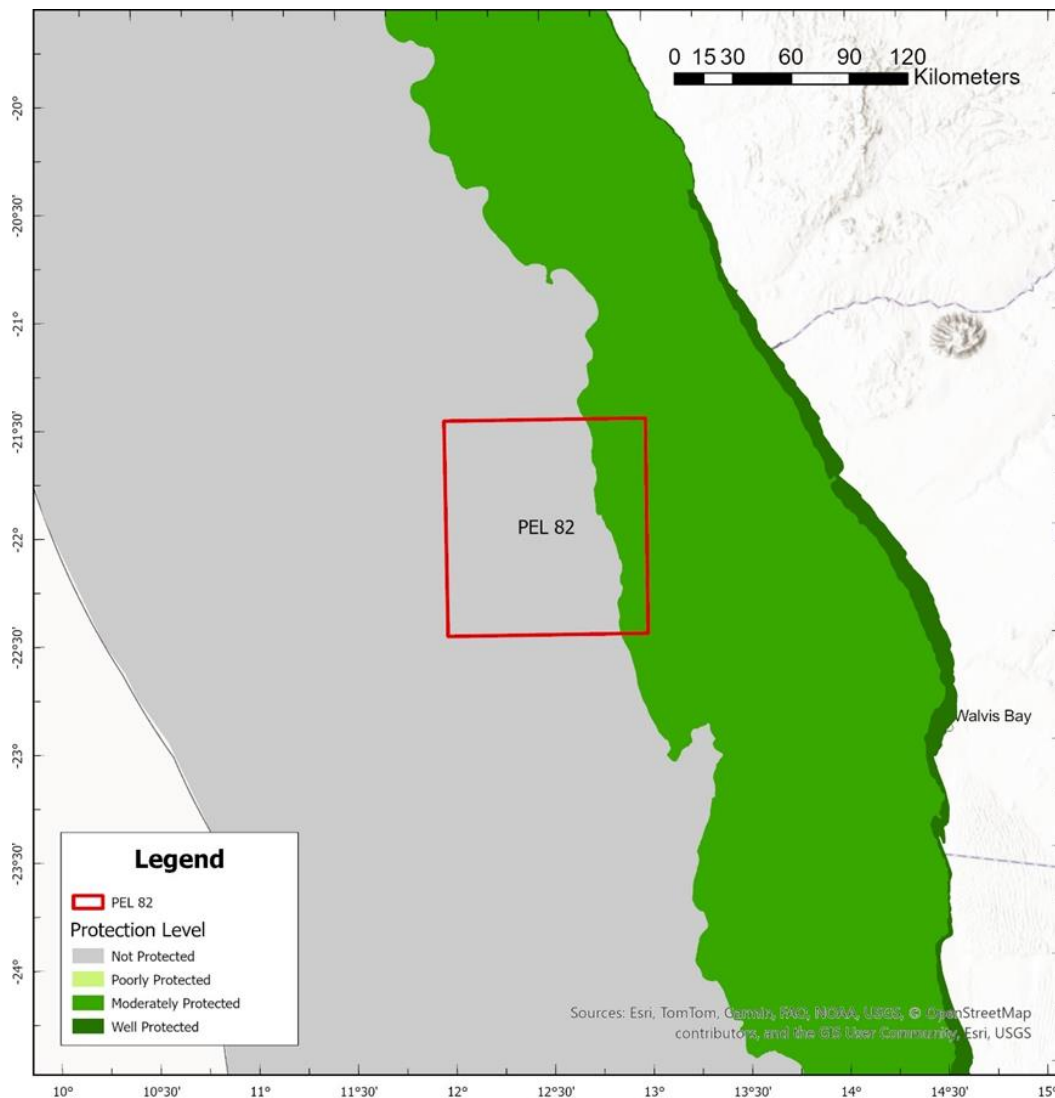 0 15 30 60 90 120
Kilometers
-20°
-20°30'
-21°
-21°30'
-22°
-22°30'
-23°
-23°30'
-24°
PEL 82
Walvis Bay
Legend
PEL 82
Protection Level
Not Protected
Poorly Protected
Moderately Protected
Well Protected
Sources: Esri, TomTom, Garmin, FAO, NOAA, USGS, © OpenStreetMap
contributors, and the GIS User Community, Esri, USGS
10° 10°30' 11° 11°30' 12° 12°30' 13° 13°30' 14° 14°30' 15°